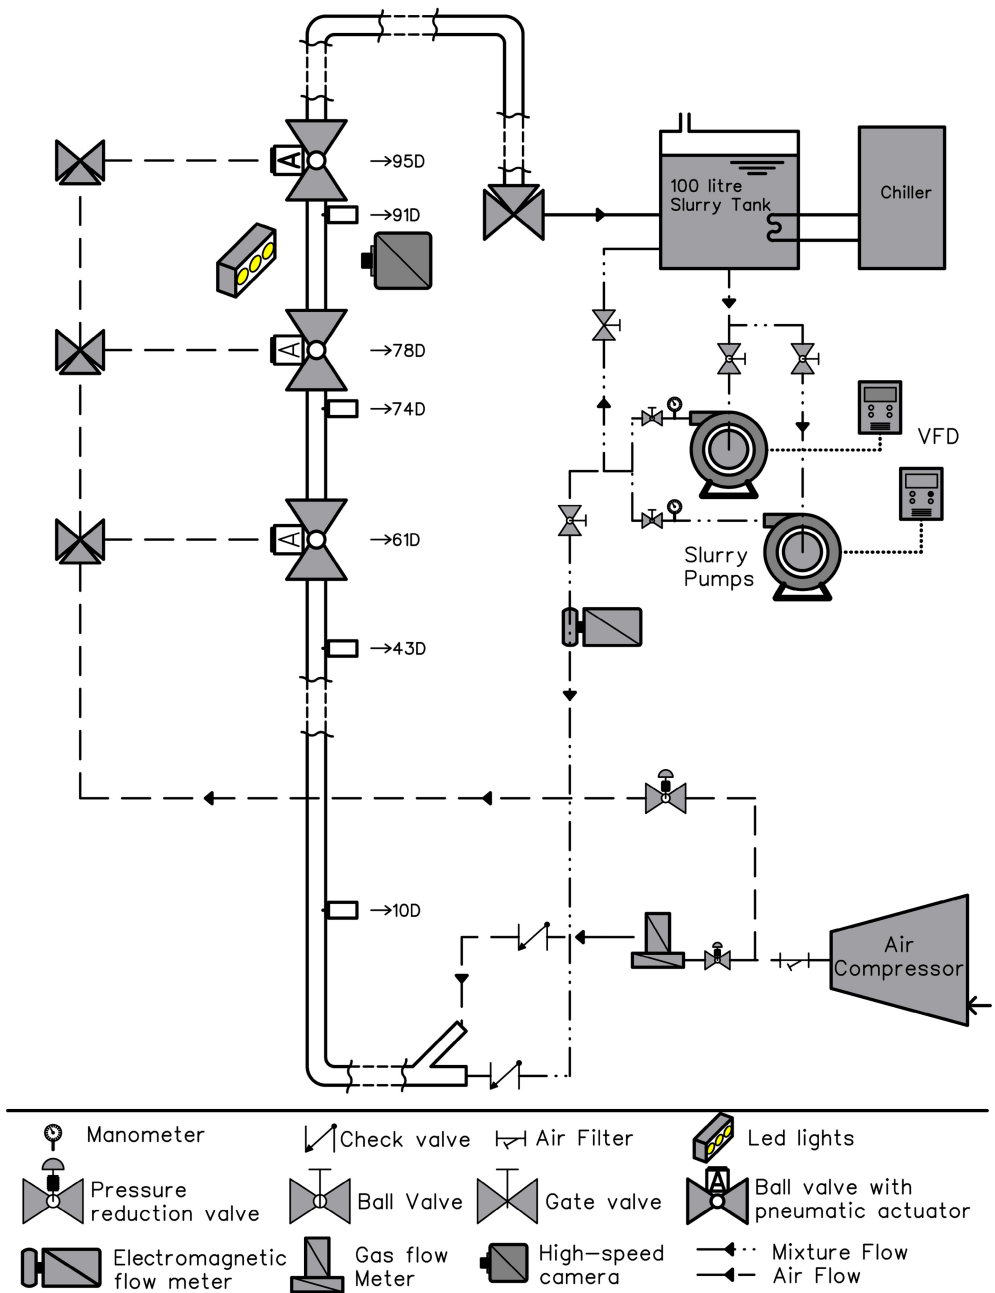 A
→95D
→91D
100 litre
Slurry Tank
Chiller
A
→78D
→74D
VFD
A
→61D
Slurry
Pumps
→43D
→10D
Air
Compressor
Manometer
Check valve
Air Filter
Led lights
Pressure
reduction valve
Ball Valve
Gate valve
A
Ball valve with
pneumatic actuator
Electromagnetic
flow meter
Gas flow
Meter
High-speed
camera
Mixture Flow
Air Flow